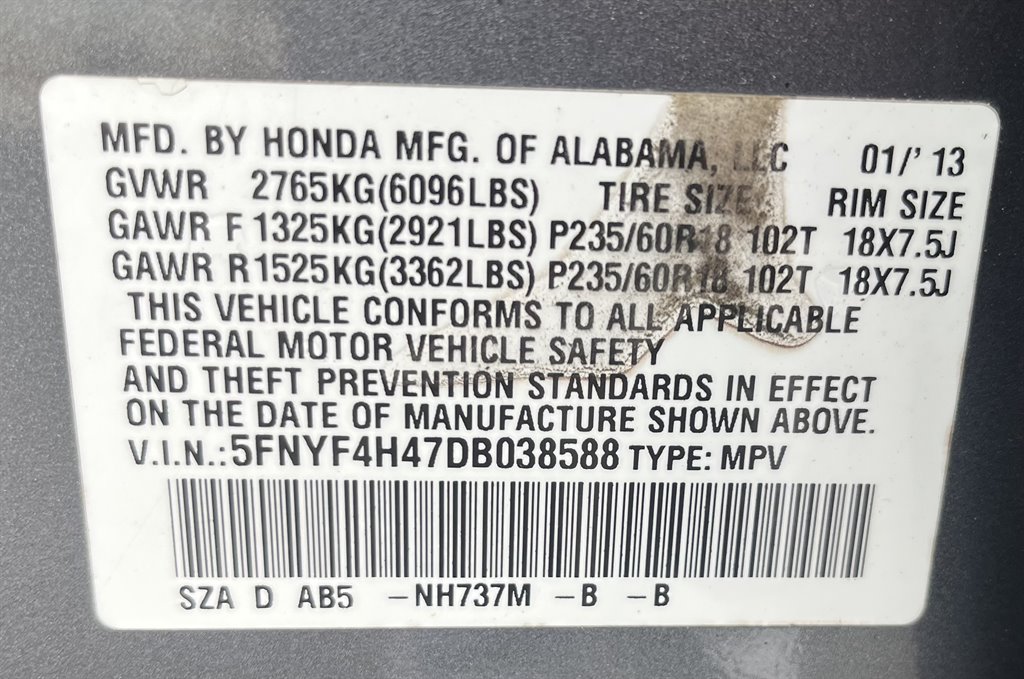 MFD. BY HONDA MFG. OF ALABAMA, LLC 01/' 13
GVWR 2765KG(6096LBS) TIRE SIZE RIM SIZE
GAWR F 1325KG(2921LBS) P235/60R18 102T 18X7.5J
GAWR R 1525KG(3362LBS) P235/60R18 102T 18X7.5J
THIS VEHICLE CONFORMS TO ALL APPLICABLE
FEDERAL MOTOR VEHICLE SAFETY
AND THEFT PREVENTION STANDARDS IN EFFECT
ON THE DATE OF MANUFACTURE SHOWN ABOVE.
V.I.N.:5FNYF4H47DB038588 TYPE: MPV
SZA D AB5 -NH737M -B -B